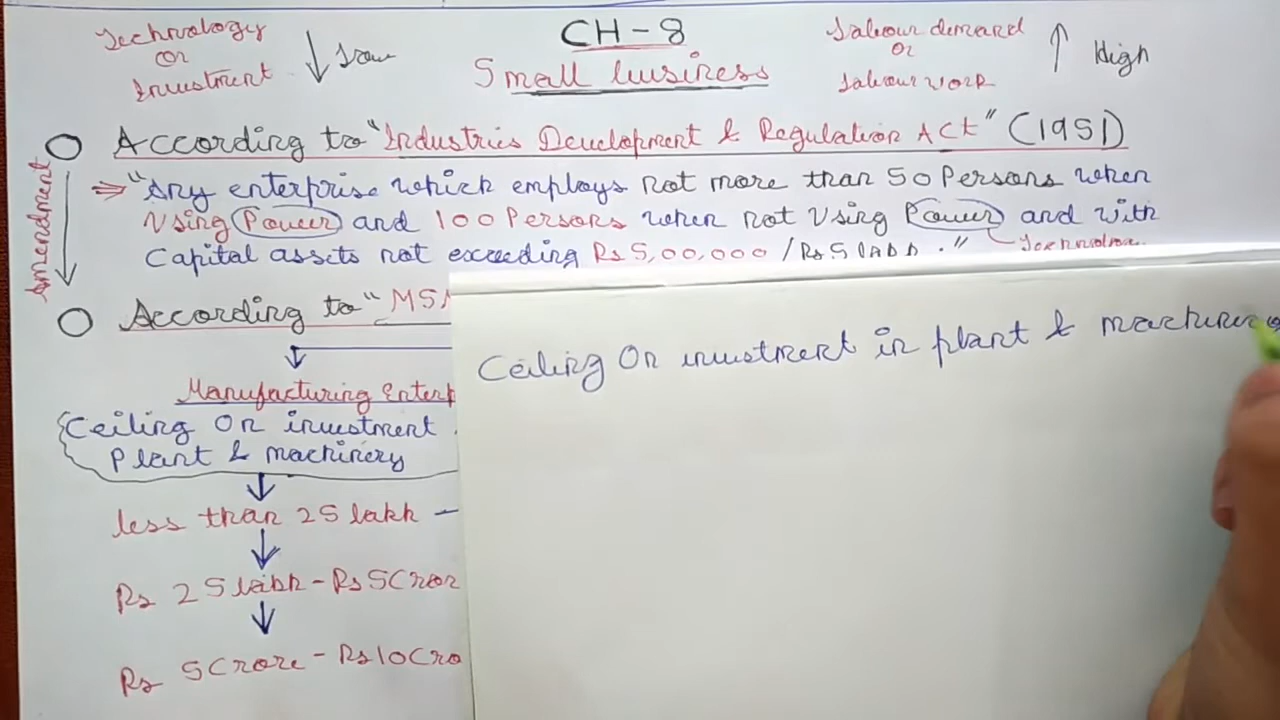 Technology
or
Investment
↓ Low
CH-8
Small business
Labour demand
or
Labour work
↑ High
According to "Industries Development & Regulation Act" (1951)
Amendment
⇒ "Any enterprise which employs not more than 50 Persons when
Using Power and 100 Persons when not Using Power and with
Capital assets not exceeding Rs 5,00,000 / Rs 5 lakh."
According to "MSM
Ceiling On investment in plant & machinery
Manufacturing Enterp
Ceiling On investment
Plant & machinery
less than 25 lakh -
Rs 25 lakh - Rs 5 Cror
Rs 5 Crore - Rs 10 Cro